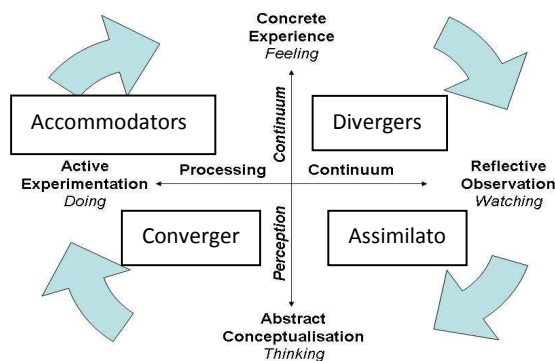 Concrete
Experience
Feeling
Accommodators
Divergers
Continuum
Active
Experimentation
Doing
Processing
Continuum
Reflective
Observation
Watching
Converger
Perception
Assimilato
Abstract
Conceptualisation
Thinking